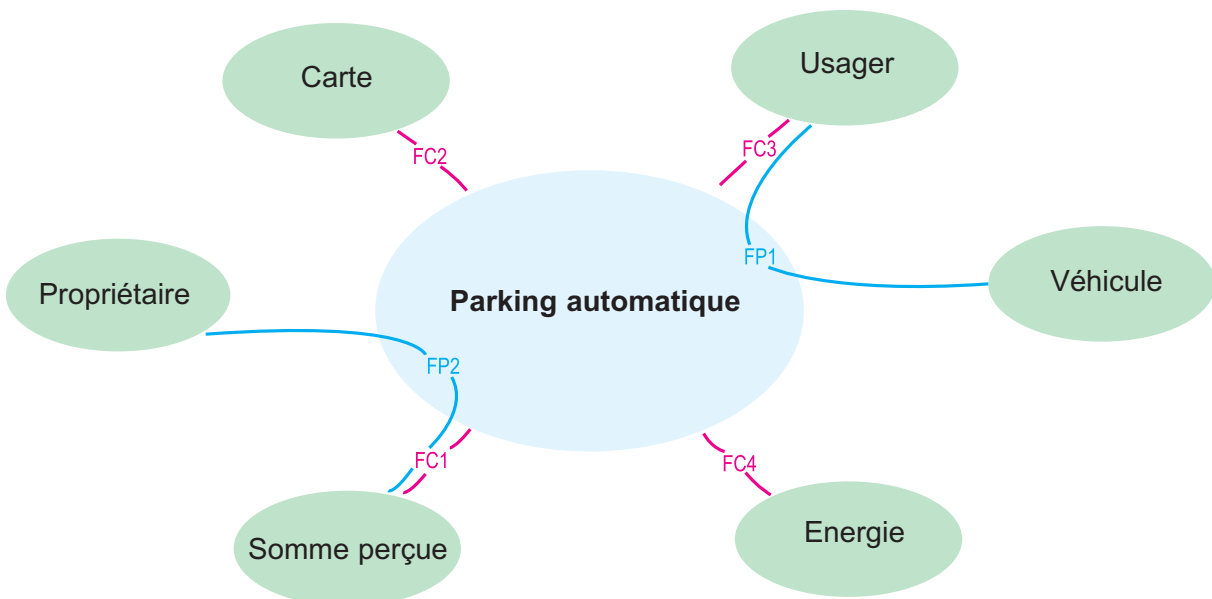 Carte
Usager
FC2
FC3
Propriétaire
Parking automatique
FP1
Véhicule
FP2
FC1
FC4
Somme perçue
Energie